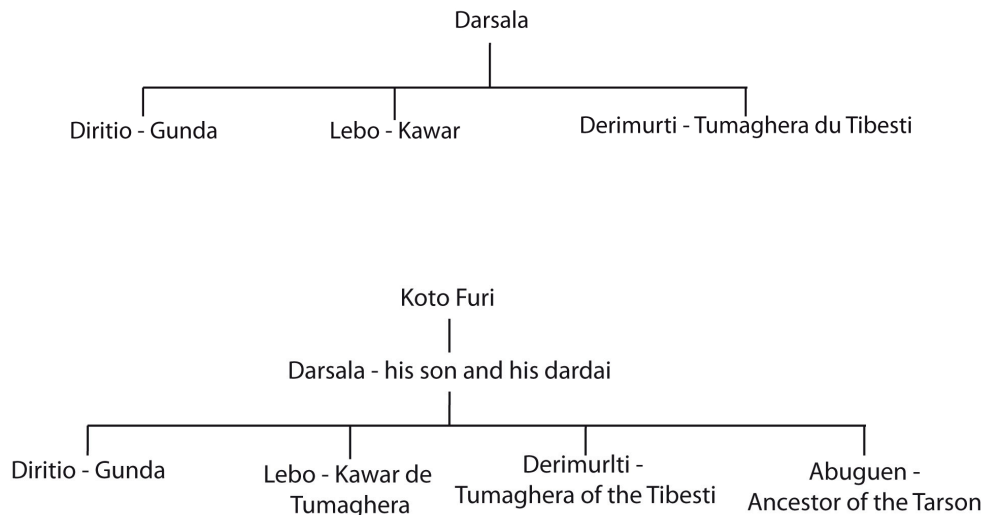 Darsala
Diritio - Gunda
Lebo - Kawar
Derimurti - Tumaghera du Tibesti
Koto Furi
Darsala - his son and his dardai
Diritio - Gunda
Lebo - Kawar de
Tumaghera
Derimurlti -
Tumaghera of the Tibesti
Abuguen -
Ancestor of the Tarson